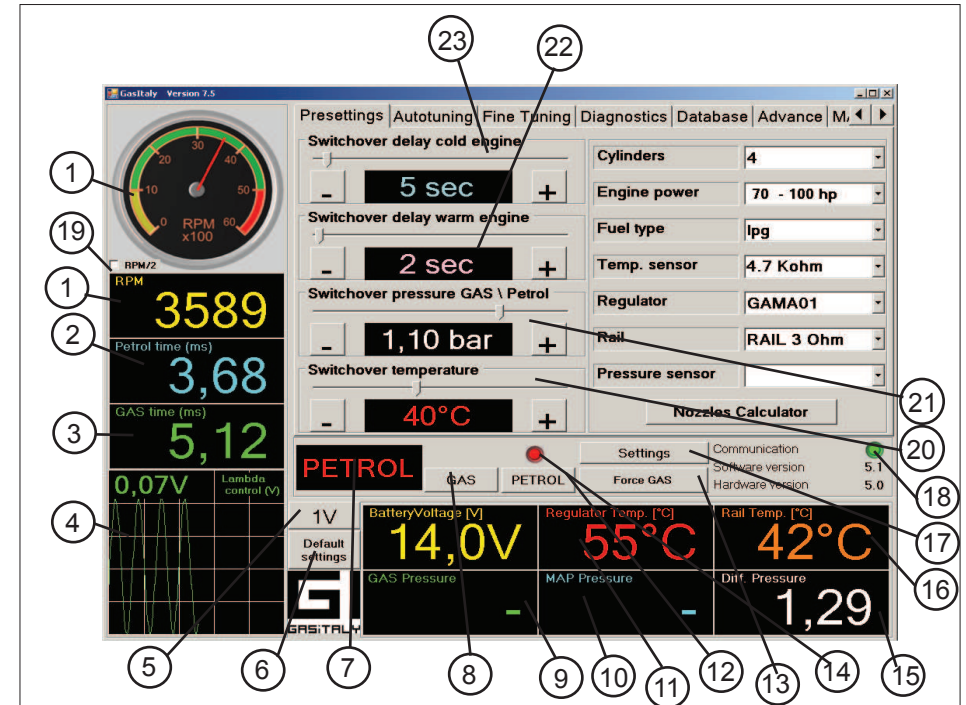 23
22
GasItaly Version 7.5
Presettings Autotuning Fine Tuning Diagnostics Database Advance
0 10 20 30 40 50 60
RPM
x100
1
19
RPM/2
RPM
3589
1
Petrol time (ms)
3,68
2
GAS time (ms)
5,12
3
0,07V
Lambda
control (V)
4
Switchover delay cold engine
- 5 sec +
Switchover delay warm engine
- 2 sec +
Switchover pressure GAS \ Petrol
- 1,10 bar +
Switchover temperature
- 40°C +
Cylinders 4
Engine power 70 - 100 hp
Fuel type lpg
Temp. sensor 4.7 Kohm
Regulator GAMA01
Rail RAIL 3 Ohm
Pressure sensor
Nozzles Calculator
21
20
PETROL
GAS
PETROL
Settings
Force GAS
Communication
Software version 5.1
Hardware version 5.0
18
17
1V
Default
settings
GASITALY
BatteryVoltage [V]
14,0V
Regulator Temp. [°C]
55°C
Rail Temp. [°C]
42°C
GAS Pressure
-
MAP Pressure
-
Diff. Pressure
1,29
16
5
6
7
8
9
10
11
12
13
14
15